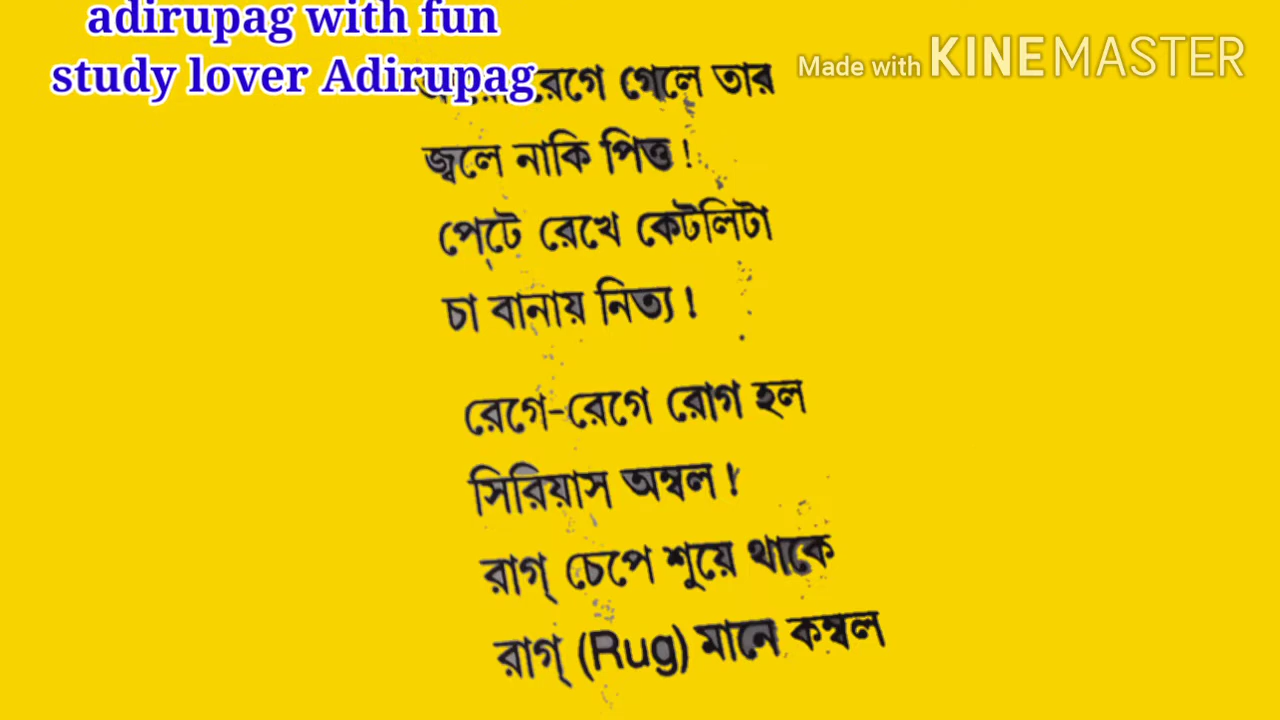 adirupag with fun
study lover Adirupag
Made with KINEMASTER
রেগে গেলে তার
জ্বলে নাকি পিত্ত!
পেটে রেখে কেটলিটা
চা বানায় নিত্য!
রেগে-রেগে রোগ হল
সিরিয়াস অম্বল!
রাগ্ চেপে শুয়ে থাকে
রাগ্ (Rug) মানে কম্বল